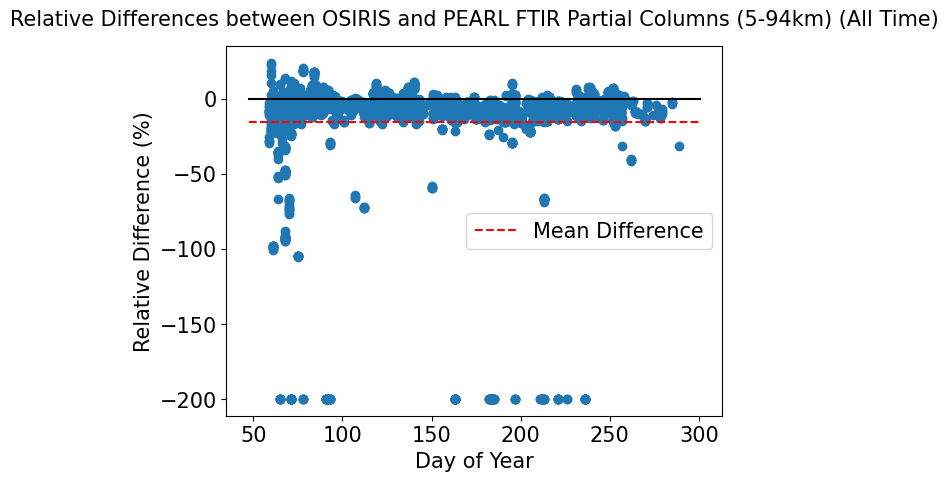 Relative Differences between OSIRIS and PEARL FTIR Partial Columns (5-94km) (All Time)
Relative Difference (%)
0
−50
−100
−150
−200
Mean Difference
50 100 150 200 250 300
Day of Year